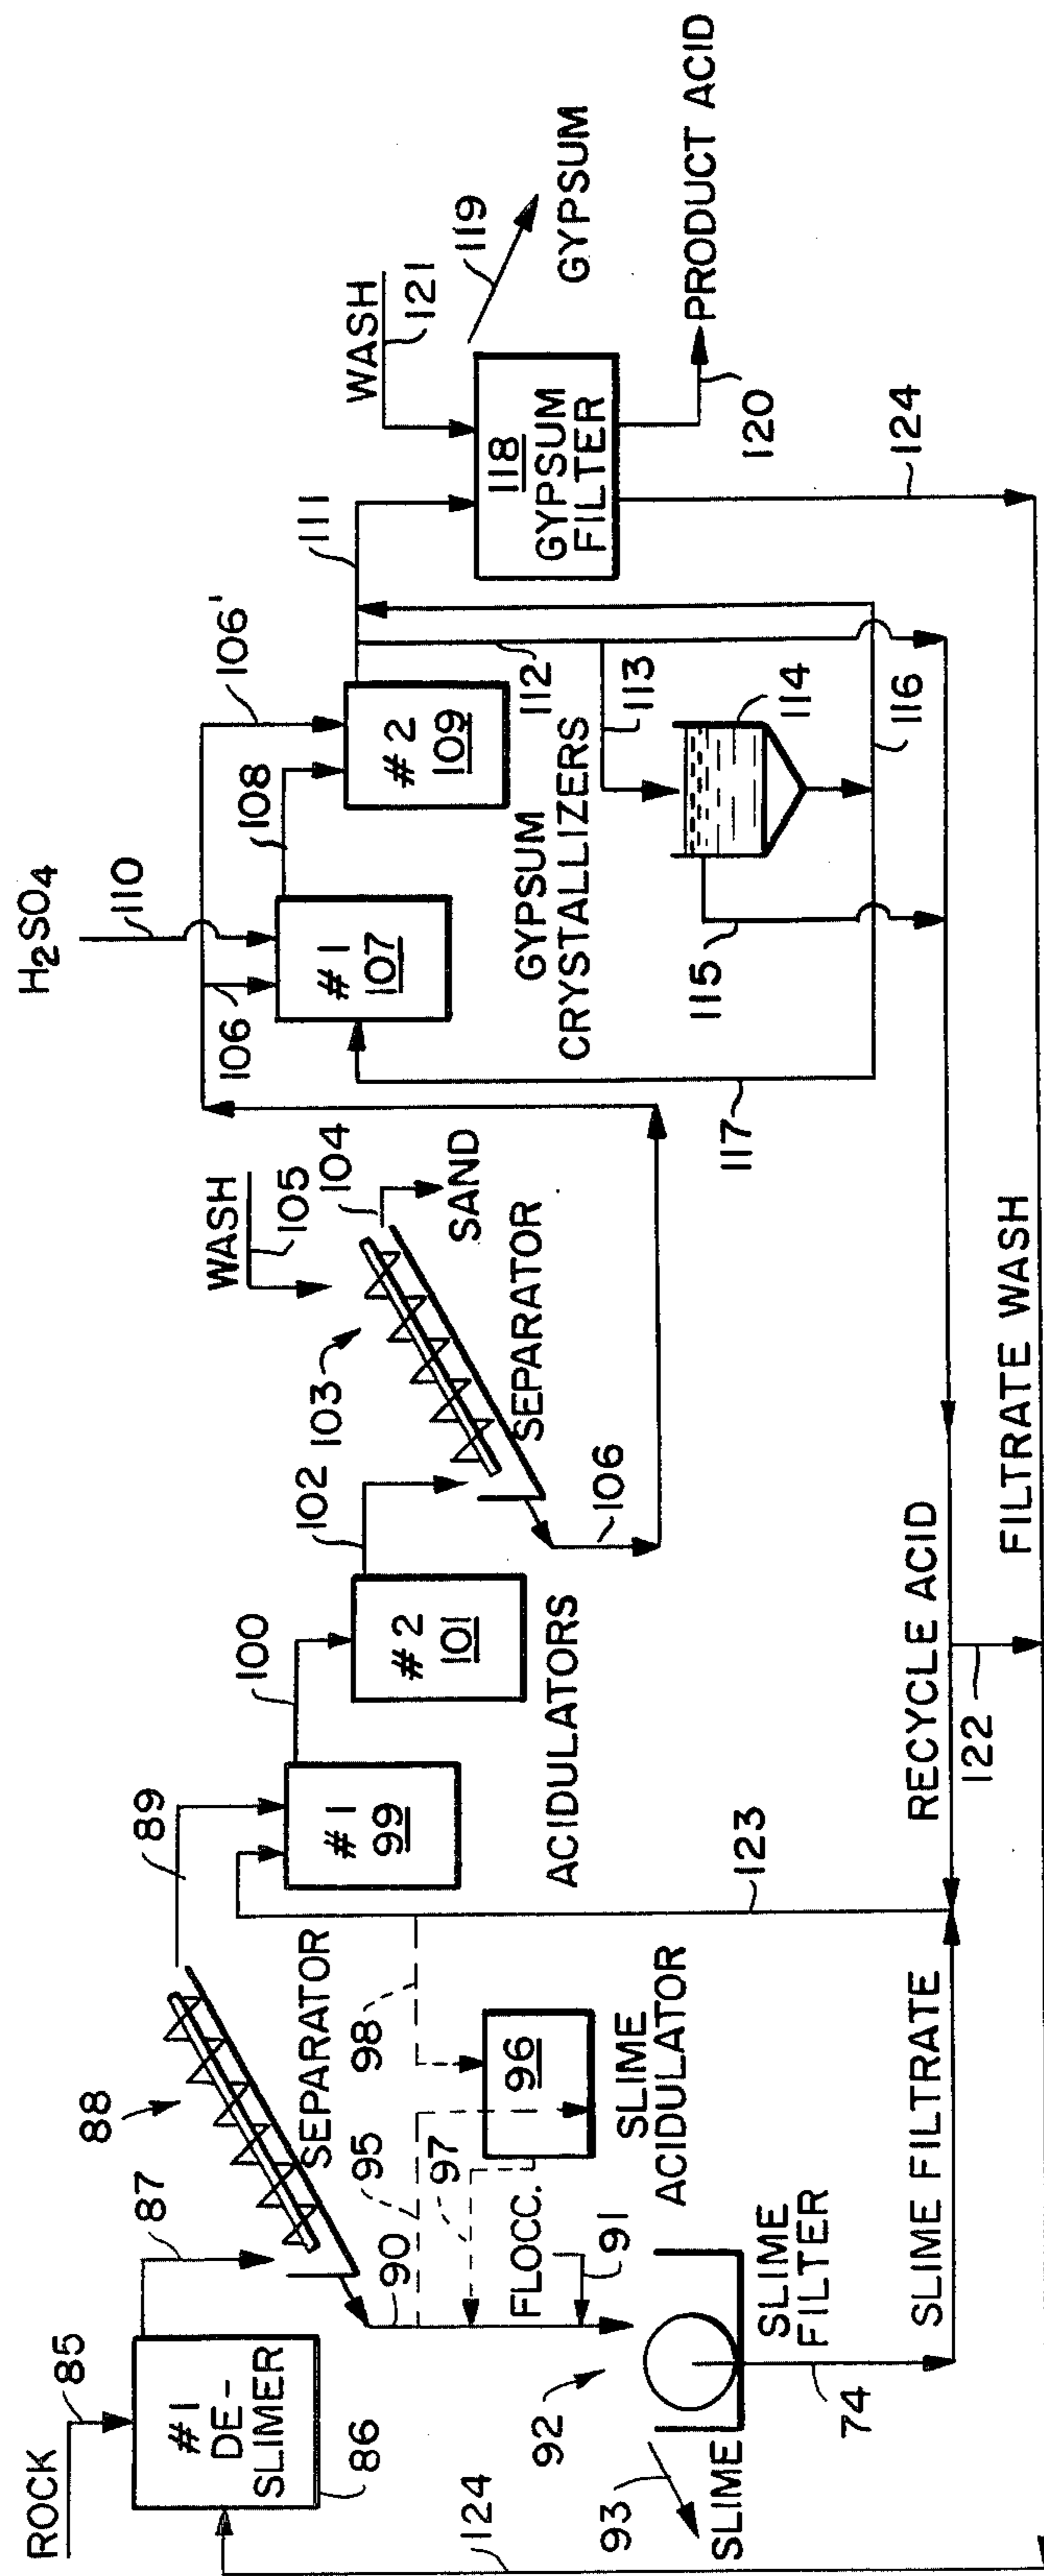 ROCK
85
#1
DE-
SLIMER
86
87
88
SEPARATOR
89
90
95
97
98
FLOCC.
91
92
93
SLIME
SLIME
FILTER
74
96
SLIME
ACIDULATOR
SLIME FILTRATE
124
#1
99
100
#2
101
ACIDULATORS
102
103
SEPARATOR
WASH
105
104
SAND
106
123
RECYCLE ACID
122
FILTRATE WASH
H2SO4
110
106
#1
107
108
106'
#2
109
GYPSUM
CRYSTALLIZERS
111
112
113
114
115
116
117
WASH
121
118
GYPSUM
FILTER
119
GYPSUM
PRODUCT ACID
120
124